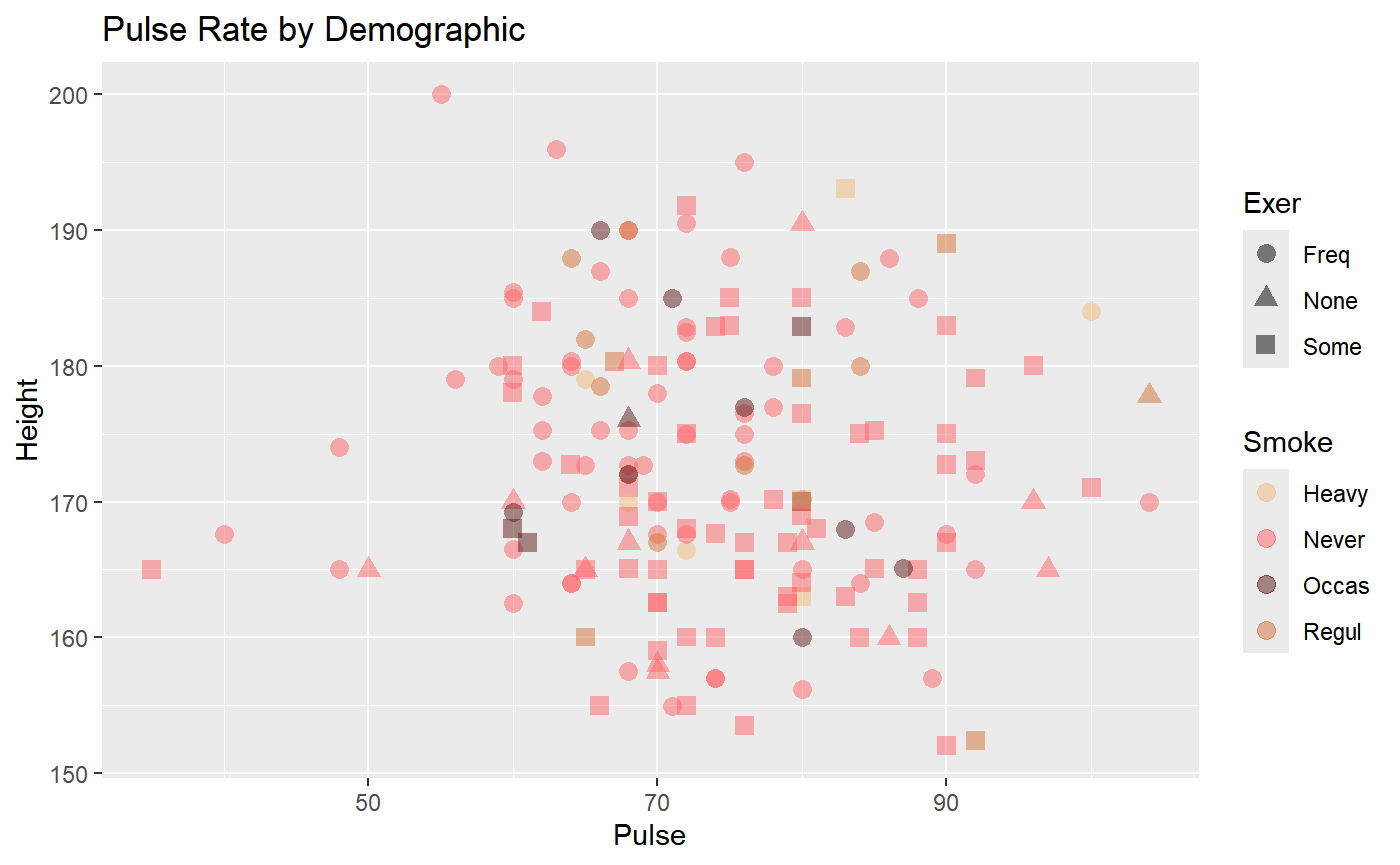 Pulse Rate by Demographic
200
190
180
170
160
150
Height
50 70 90
Pulse
Exer
Freq
None
Some
Smoke
Heavy
Never
Occas
Regul